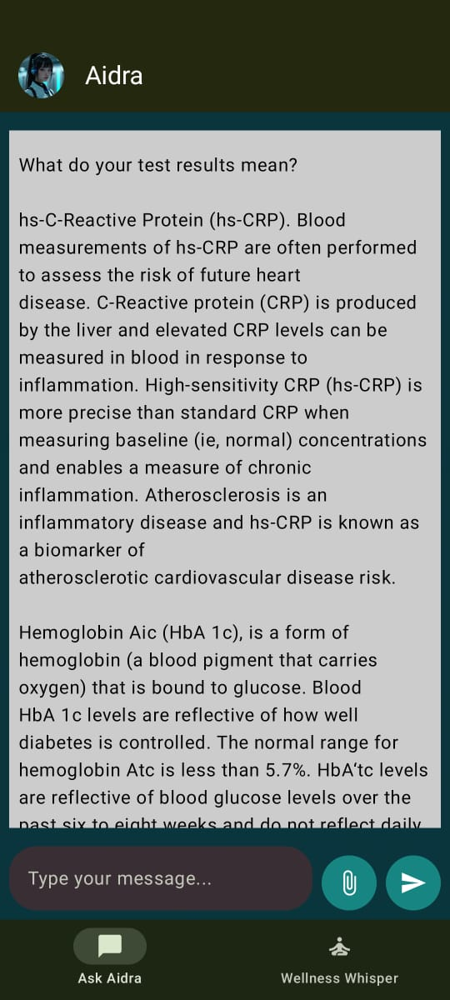 Aidra
What do your test results mean?
hs-C-Reactive Protein (hs-CRP). Blood
measurements of hs-CRP are often performed
to assess the risk of future heart
disease. C-Reactive protein (CRP) is produced
by the liver and elevated CRP levels can be
measured in blood in response to
inflammation. High-sensitivity CRP (hs-CRP) is
more precise than standard CRP when
measuring baseline (ie, normal) concentrations
and enables a measure of chronic
inflammation. Atherosclerosis is an
inflammatory disease and hs-CRP is known as
a biomarker of
atherosclerotic cardiovascular disease risk.
Hemoglobin Aic (HbA 1c), is a form of
hemoglobin (a blood pigment that carries
oxygen) that is bound to glucose. Blood
HbA 1c levels are reflective of how well
diabetes is controlled. The normal range for
hemoglobin Atc is less than 5.7%. HbA‘tc levels
are reflective of blood glucose levels over the
past six to eight weeks and do not reflect daily
Type your message...
Ask Aidra
Wellness Whisper